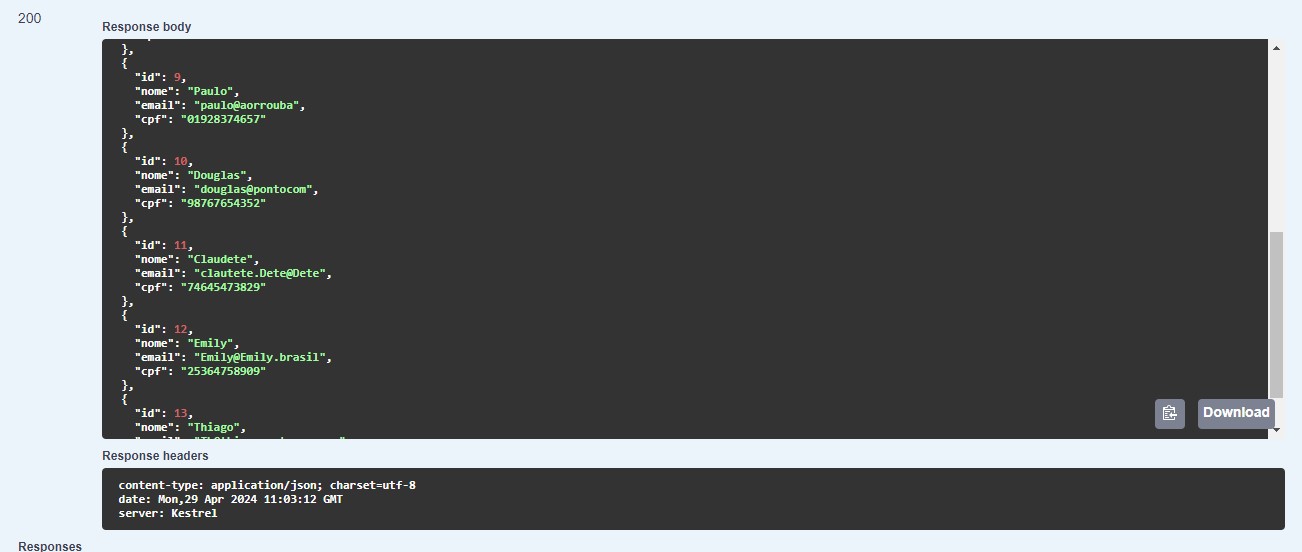 200
Response body
},
{
"id": 9,
"nome": "Paulo",
"email": "paulo@aorrouba",
"cpf": "01928374657"
},
{
"id": 10,
"nome": "Douglas",
"email": "douglas@pontocom",
"cpf": "98767654352"
},
{
"id": 11,
"nome": "Claudete",
"email": "clautete.Dete@Dete",
"cpf": "74645473829"
},
{
"id": 12,
"nome": "Emily",
"email": "Emily@Emily.brasil",
"cpf": "25364758909"
},
{
"id": 13,
"nome": "Thiago",
Download
Response headers
content-type: application/json; charset=utf-8
date: Mon,29 Apr 2024 11:03:12 GMT
server: Kestrel
Responses